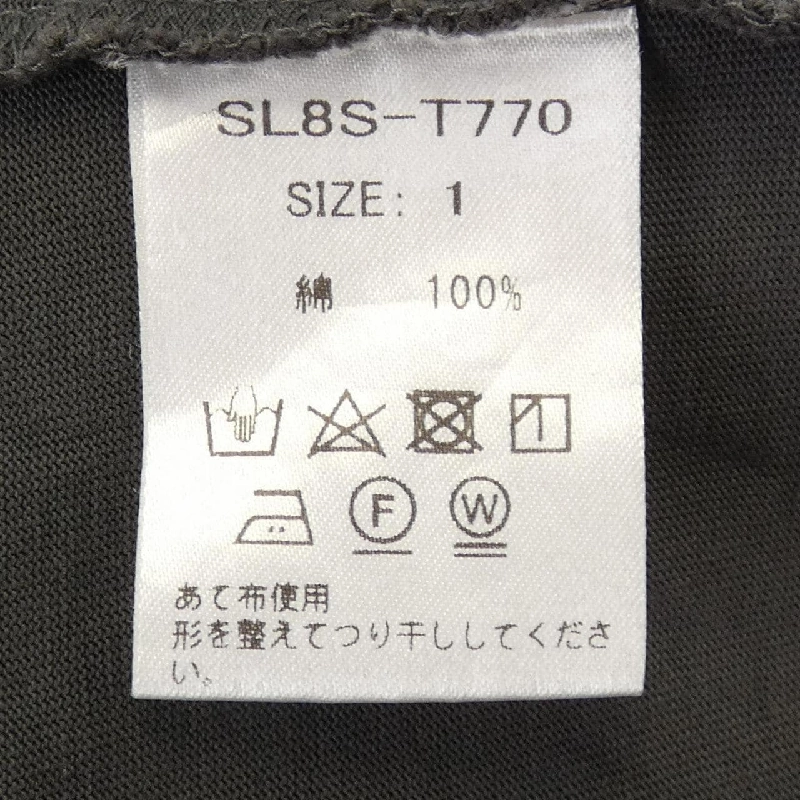 SL8S-T770
SIZE: 1
綿 100%
F W
あて布使用
形を整えてつり干ししてくださ
い。